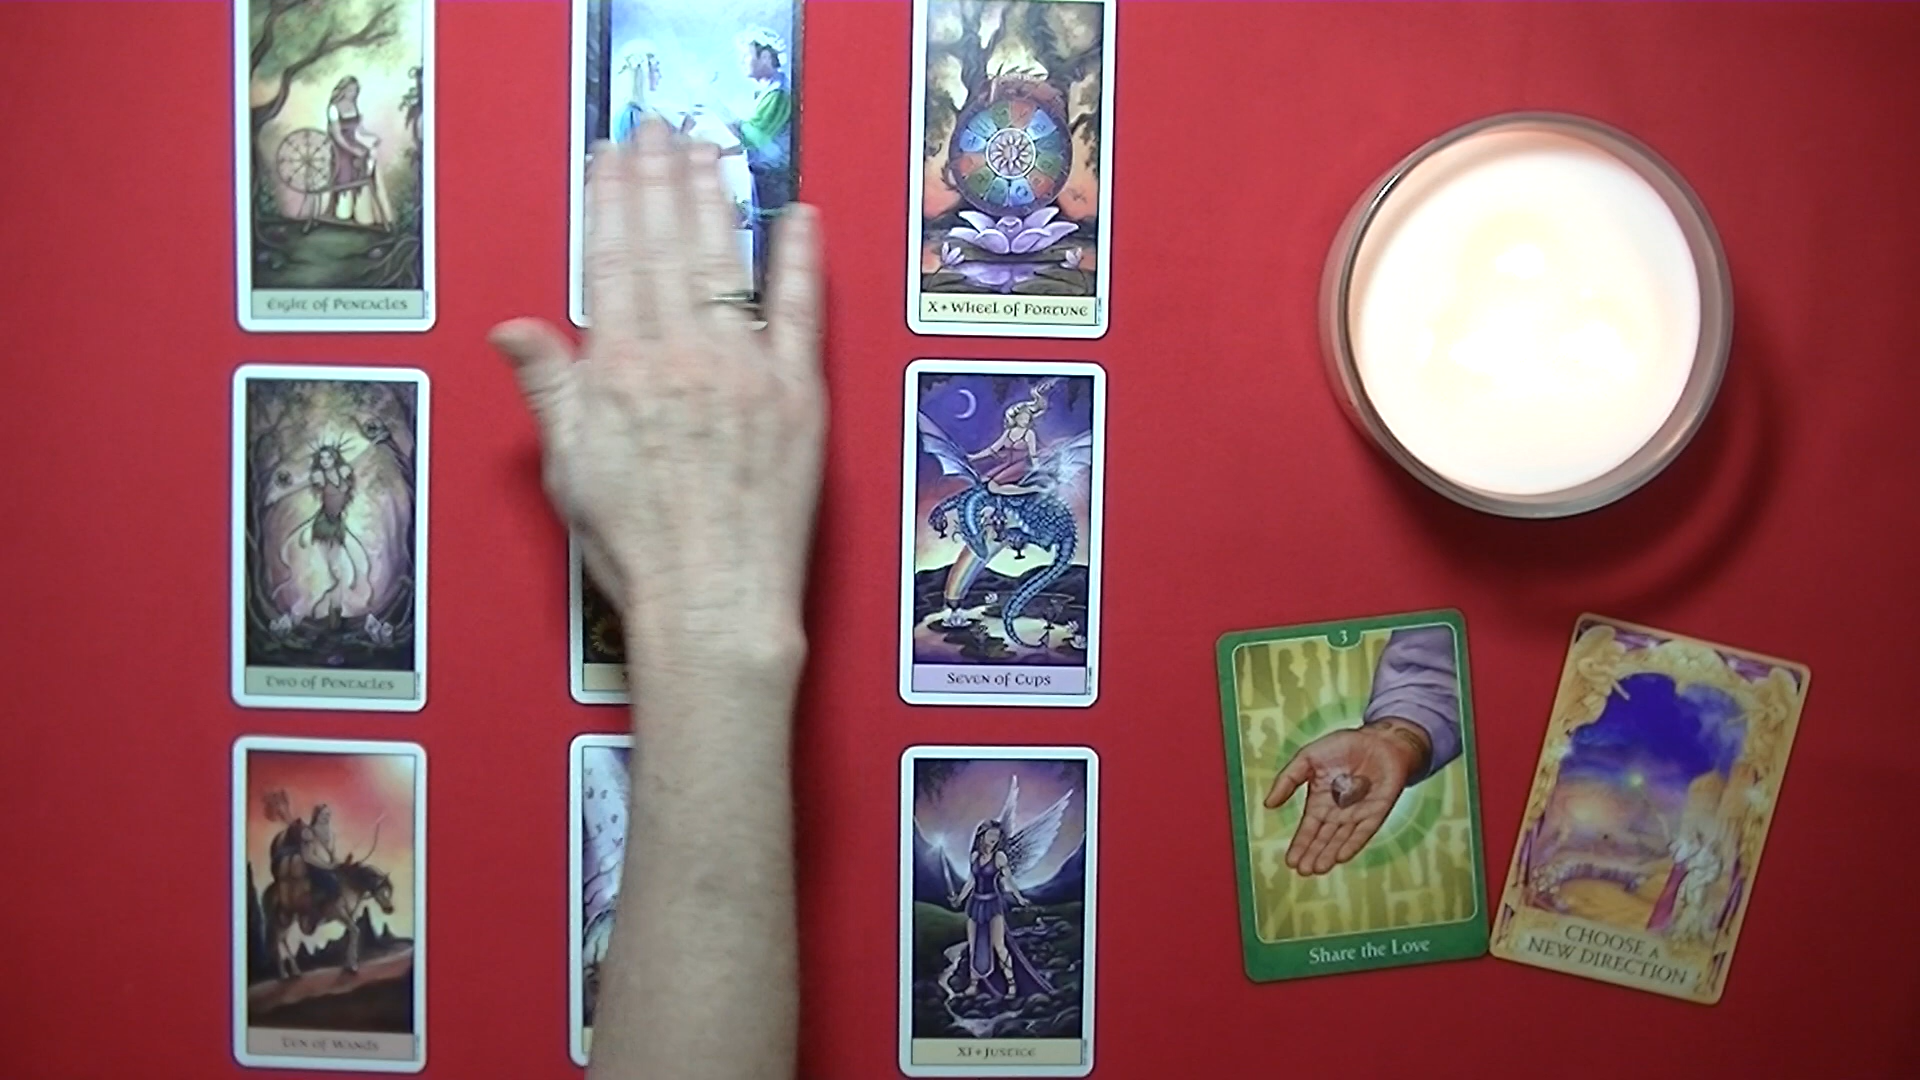 Eight of Pentacles
X + Wheel of Fortune
Two of Pentacles
Seven of Cups
Ten of Wands
XI + Justice
3
Share the Love
CHOOSE A
NEW DIRECTION